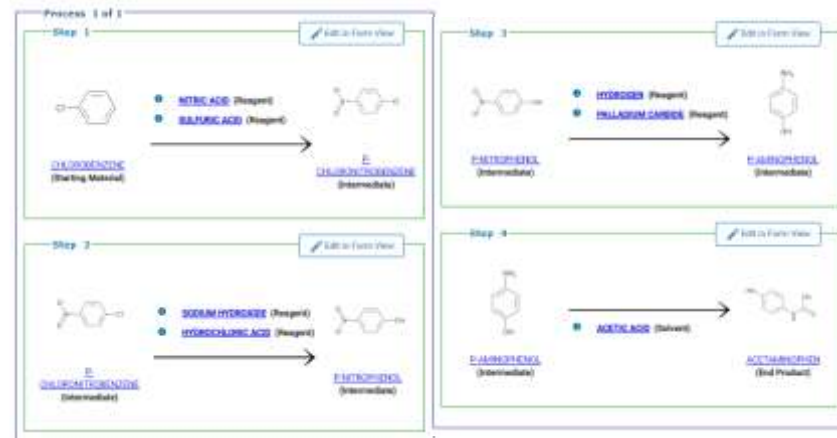 Process 1 of 1
Step 1
Edit in Form View
Cl
NITRIC ACID (Reagent)
SULFURIC ACID (Reagent)
CHLOROBENZENE
(Starting Material)
P-
CHLORONITROBENZENE
(Intermediate)
Step 2
Edit in Form View
SODIUM HYDROXIDE (Reagent)
HYDROCHLORIC ACID (Reagent)
P-
CHLORONITROBENZENE
(Intermediate)
P-NITROPHENOL
(Intermediate)
Step 3
Edit in Form View
HYDROGEN (Reagent)
PALLADIUM CARBIDE (Reagent)
P-NITROPHENOL
(Intermediate)
P-AMINOPHENOL
(Intermediate)
Step 4
Edit in Form View
ACETIC ACID (Solvent)
P-AMINOPHENOL
(Intermediate)
ACETAMINOPHEN
(End Product)